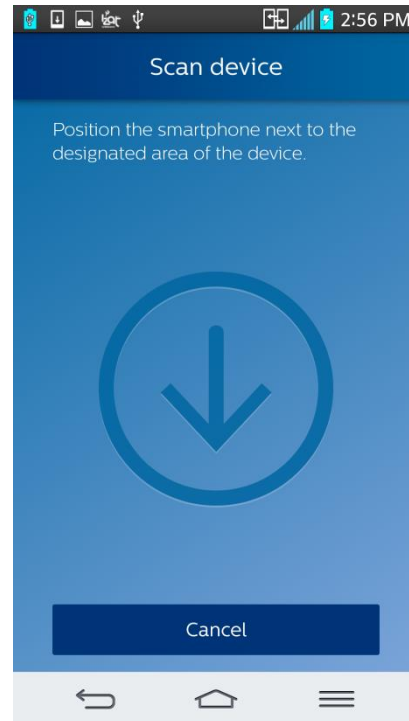 2:56 PM
Scan device
Position the smartphone next to the
designated area of the device.
Cancel